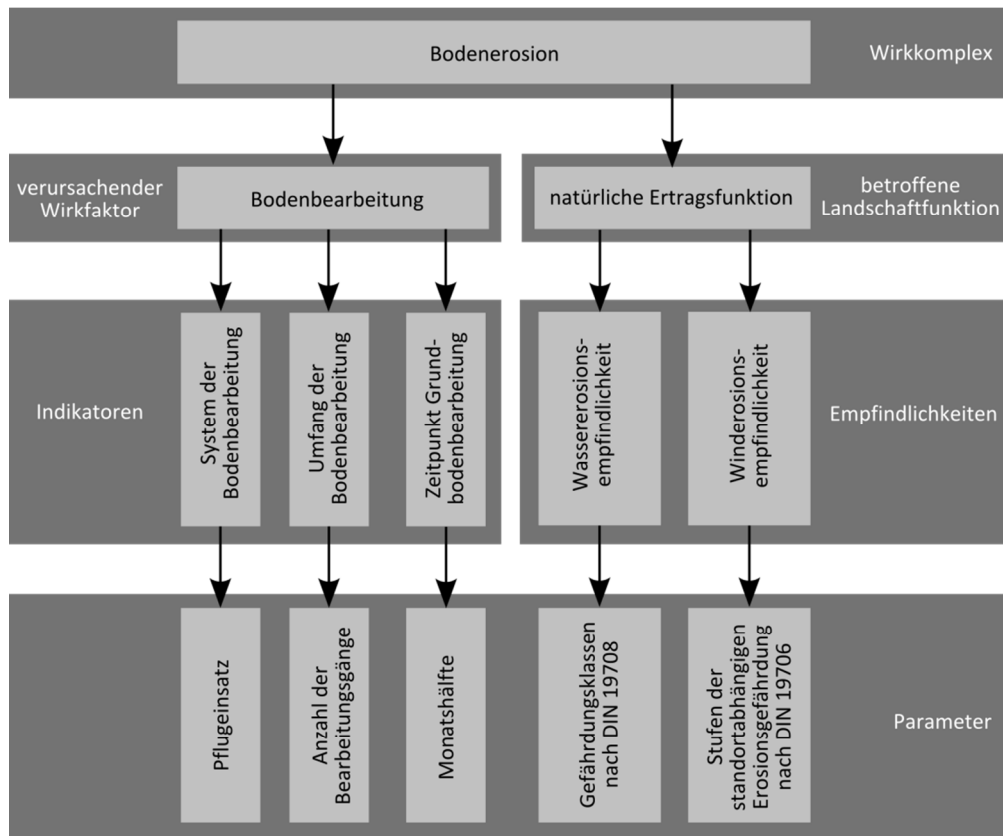 Bodenerosion
Wirkkomplex
verursachender
Wirkfaktor
Bodenbearbeitung
natürliche Ertragsfunktion
betroffene
Landschaftfunktion
Indikatoren
System der
Bodenbearbeitung
Umfang der
Bodenbearbeitung
Zeitpunkt Grund-
bodenbearbeitung
Wassererosions-
empfindlichkeit
Winderosions-
empfindlichkeit
Empfindlichkeiten
Pflugeinsatz
Anzahl der
Bearbeitungsgänge
Monatshälfte
Gefährdungsklassen
nach DIN 19708
Stufen der
standortabhängigen
Erosionsgefährdung
nach DIN 19706
Parameter